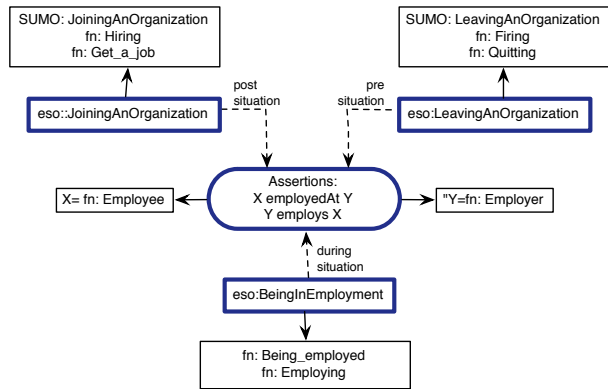 SUMO: JoiningAnOrganization
fn: Hiring
fn: Get_a_job
SUMO: LeavingAnOrganization
fn: Firing
fn: Quitting
eso::JoiningAnOrganization
post
situation
pre
situation
eso:LeavingAnOrganization
Assertions:
X employedAt Y
Y employs X
X= fn: Employee
"Y=fn: Employer
during
situation
eso:BeingInEmployment
fn: Being_employed
fn: Employing